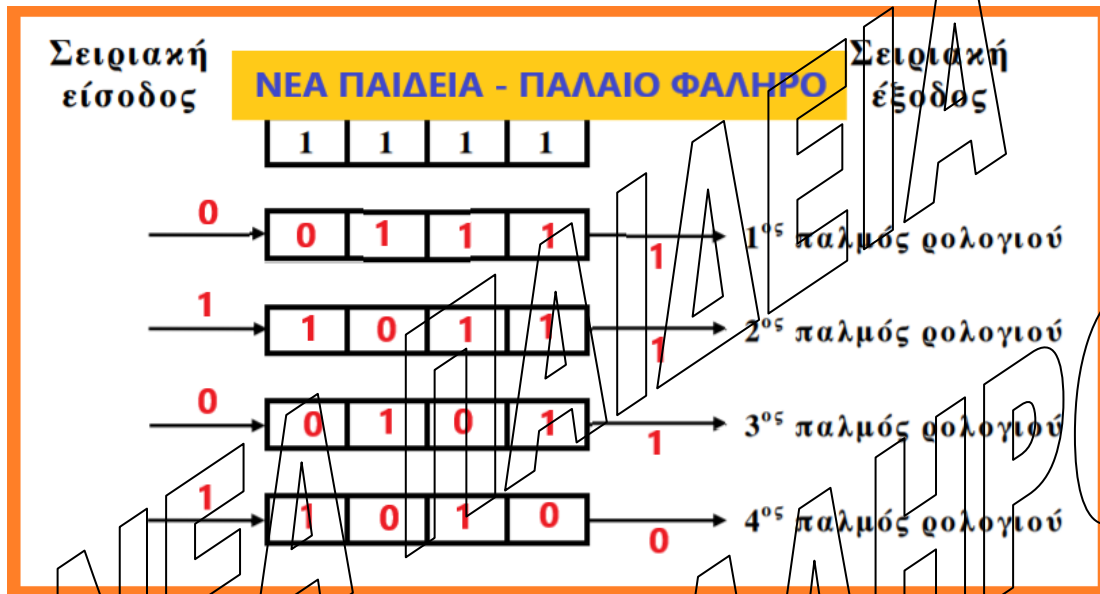 Σειριακή
είσοδος
ΝΕΑ ΠΑΙΔΕΙΑ - ΠΑΛΑΙΟ ΦΑΛΗΡΟ
Σειριακή
έξοδος
1 1 1 1
0 0 1 1 1 1 1ος παλμός ρολογιού
1 1 0 1 1 1 2ος παλμός ρολογιού
0 0 1 0 1 1 3ος παλμός ρολογιού
1 1 0 1 0 0 4ος παλμός ρολογιού
ΝΕΑ ΠΑΙΔΕΙΑ